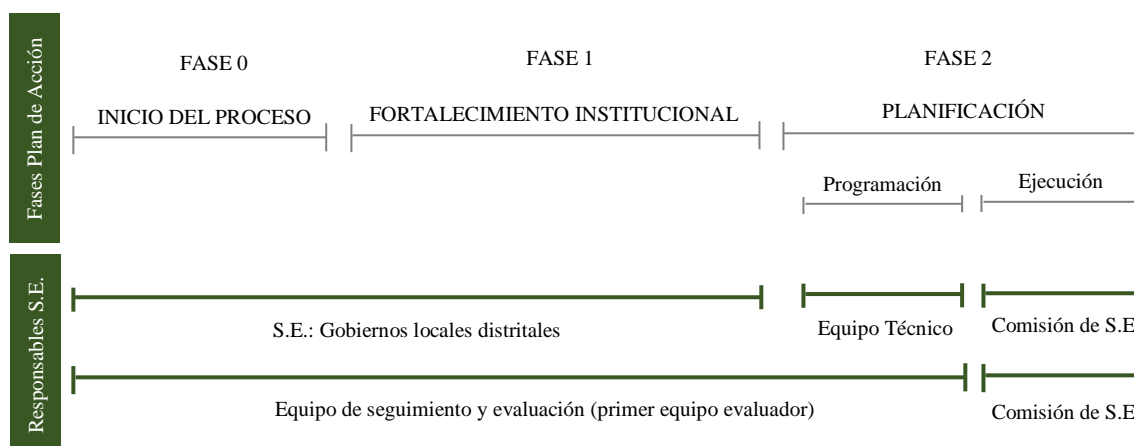 Fases Plan de Acción
FASE 0
FASE 1
FASE 2
INICIO DEL PROCESO
FORTALECIMIENTO INSTITUCIONAL
PLANIFICACIÓN
Programación
Ejecución
Responsables S.E.
S.E.: Gobiernos locales distritales
Equipo Técnico
Comisión de S.E
Equipo de seguimiento y evaluación (primer equipo evaluador)
Comisión de S.E